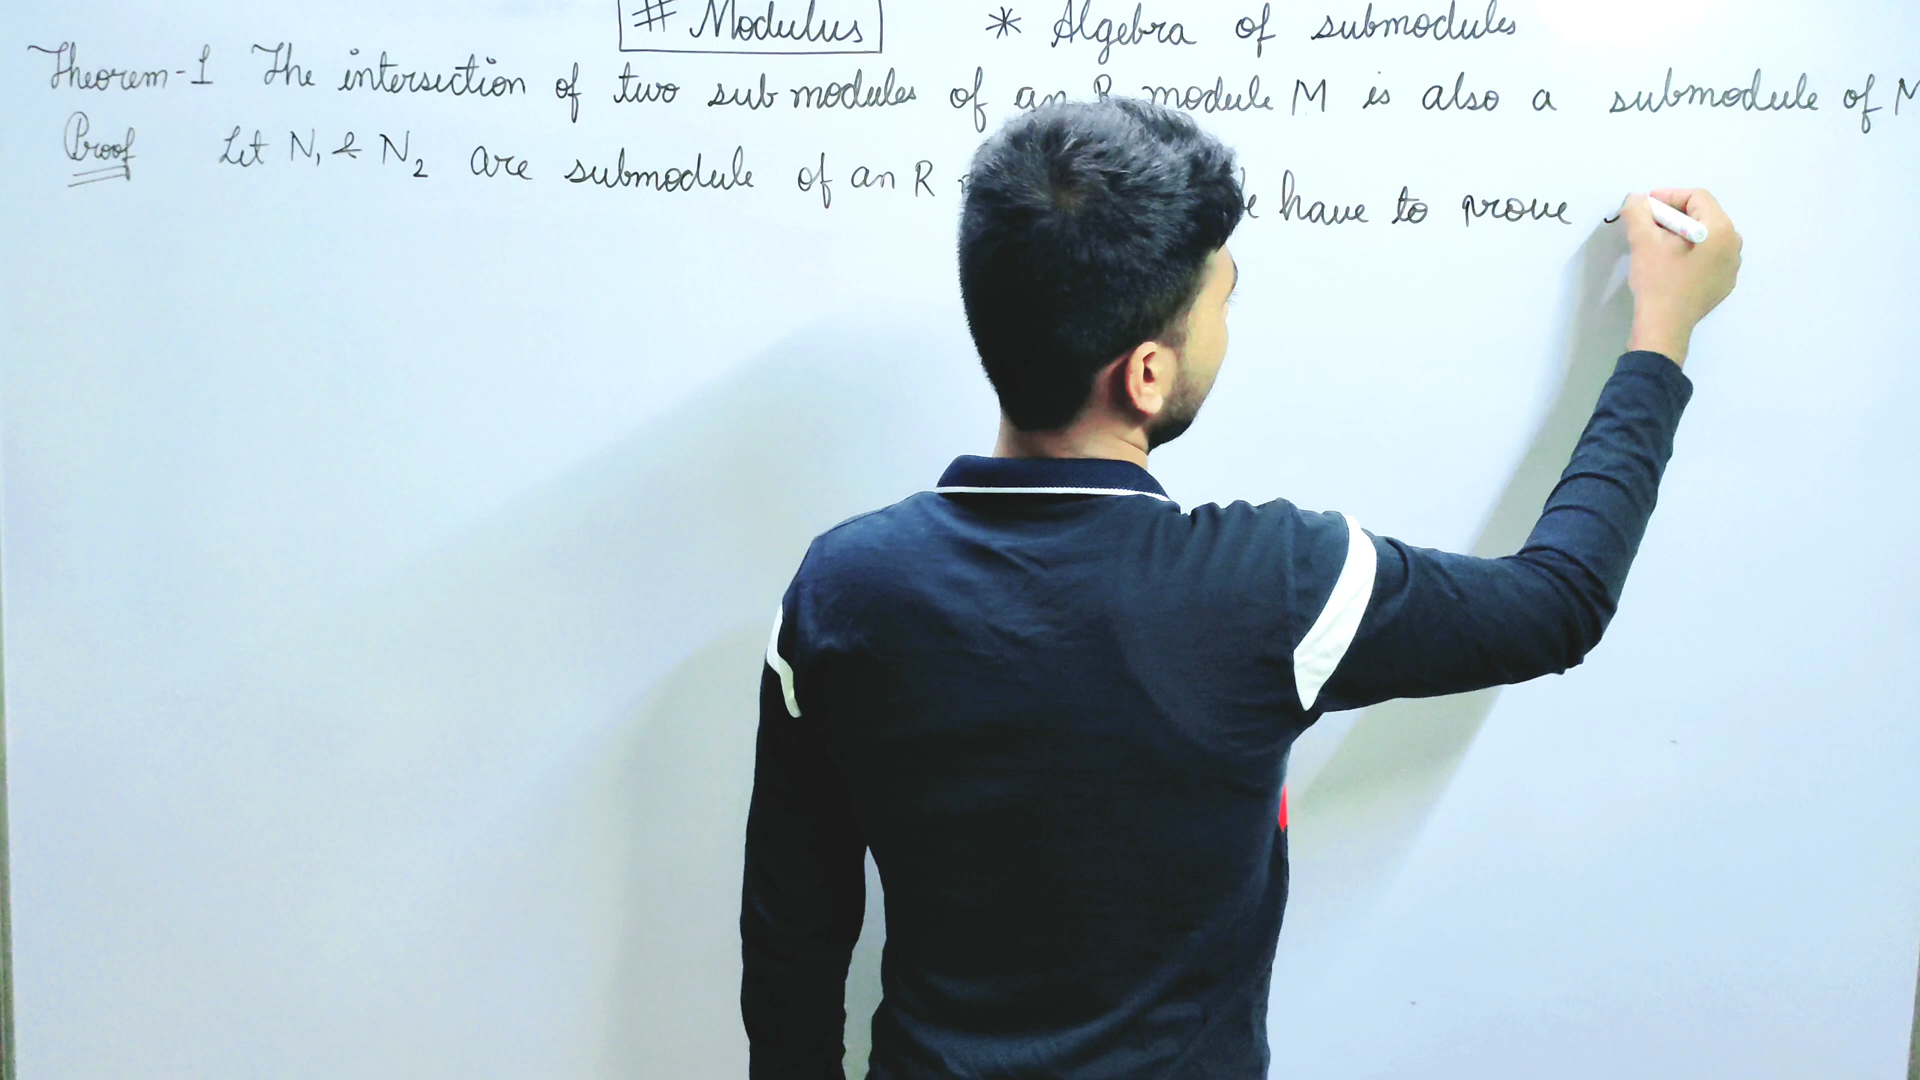 # Modulus * Algebra of submodules
Theorem-1 The intersection of two sub modules of an R module M is also a submodule of M
Proof Let N₁ & N₂ are submodule of an R have to prove